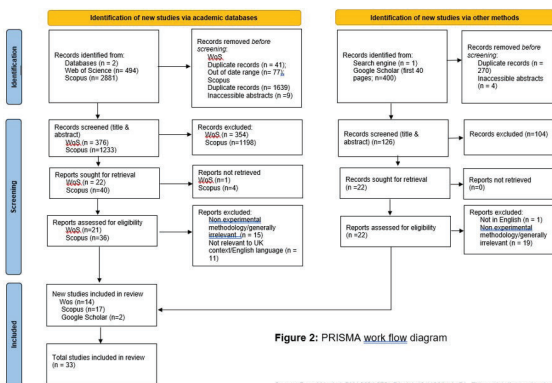 Identification of new studies via academic databases
Identification of new studies via other methods
Identification
Records identified from:
Databases (n = 2)
Web of Science (n= 494)
Scopus (n = 2881)
Records removed before
screening:
WoS
Duplicate records (n = 41);
Out of date range (n= 77),
Scopus
Duplicate records (n = 1639)
Inaccessible abstracts (n =9)
Records identified from:
Search engine (n = 1)
Google Scholar (first 40
pages; n=400)
Records removed before
screening:
Duplicate records (n =
270)
Inaccessible abstracts
(n = 4)
Screening
Records screened (title &
abstract)
WoS (n = 376)
Scopus (n=1233)
Records excluded:
WoS (n = 354)
Scopus (n=1198)
Records screened (title &
abstract)(n=126)
Records excluded (n=104)
Reports sought for retrieval
WoS (n = 22)
Scopus (n=40)
Reports not retrieved
WoS (n=1)
Scopus (n=4)
Records sought for retrieval
(n =22)
Reports not retrieved
(n=0)
Reports assessed for eligibility
WoS (n=21)
Scopus (n=36)
Reports excluded:
Non experimental
methodology/generally
irrelevant (n = 15)
Not relevant to UK
context/English language (n =
11)
Reports assessed for eligibility
(n =22)
Reports excluded:
Not in English (n = 1)
Non experimental
methodology/generally
irrelevant (n = 19)
Included
New studies included in review
Wos (n=14)
Scopus (n=17)
Google Scholar (n=2)
Figure 2: PRISMA work flow diagram
Total studies included in review
(n = 33)